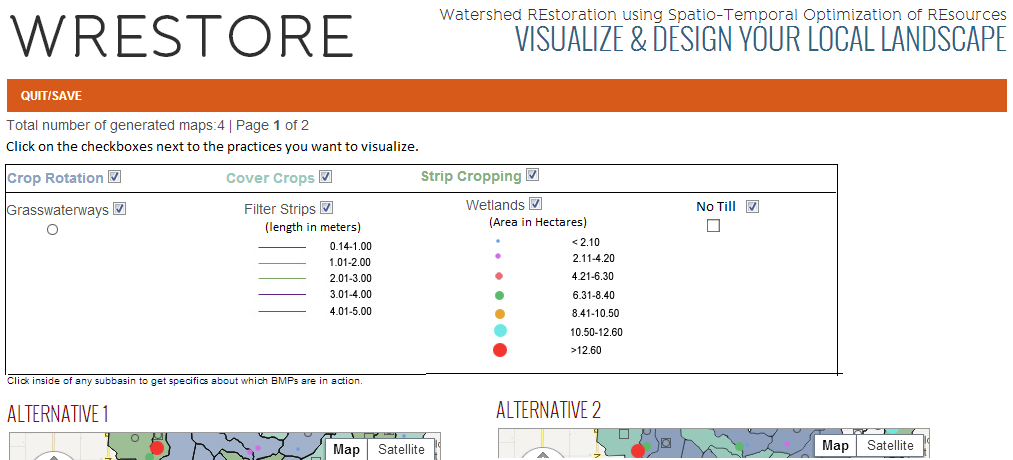 WRESTORE
Watershed REstoration using Spatio-Temporal Optimization of REsources
VISUALIZE & DESIGN YOUR LOCAL LANDSCAPE
QUIT/SAVE
Total number of generated maps:4 | Page 1 of 2
Click on the checkboxes next to the practices you want to visualize.
Crop Rotation
Cover Crops
Strip Cropping
Grasswaterways
Filter Strips
(length in meters)
0.14-1.00
1.01-2.00
2.01-3.00
3.01-4.00
4.01-5.00
Wetlands
(Area in Hectares)
< 2.10
2.11-4.20
4.21-6.30
6.31-8.40
8.41-10.50
10.50-12.60
>12.60
No Till
Click inside of any subbasin to get specifics about which BMPs are in action.
ALTERNATIVE 1
Map
Satellite
ALTERNATIVE 2
Map
Satellite